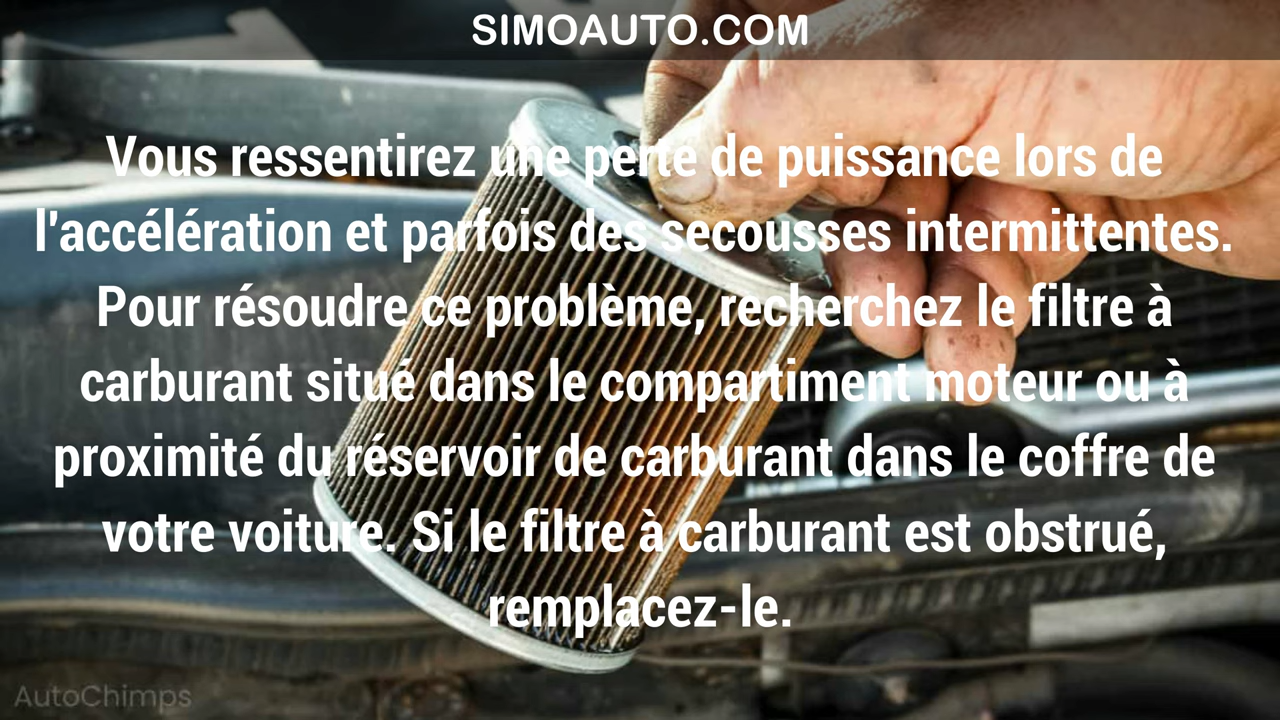 SIMOAUTO.COM
Vous ressentirez une perte de puissance lors de
l'accélération et parfois des secousses intermittentes.
Pour résoudre ce problème, recherchez le filtre à
carburant situé dans le compartiment moteur ou à
proximité du réservoir de carburant dans le coffre de
votre voiture. Si le filtre à carburant est obstrué,
remplacez-le.
AutoChimps